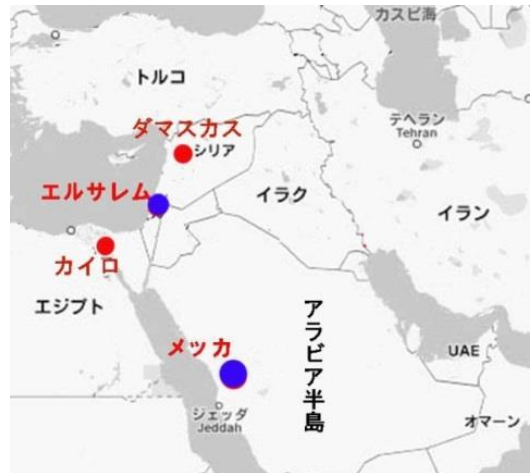 カスピ海
トルコ
ダマスカス
シリア
テヘラン
Tehran
エルサレム
イラク
イラン
カイロ
エジプト
アラビア半島
メッカ
UAE
ジェッダ
Jeddah
オマーン